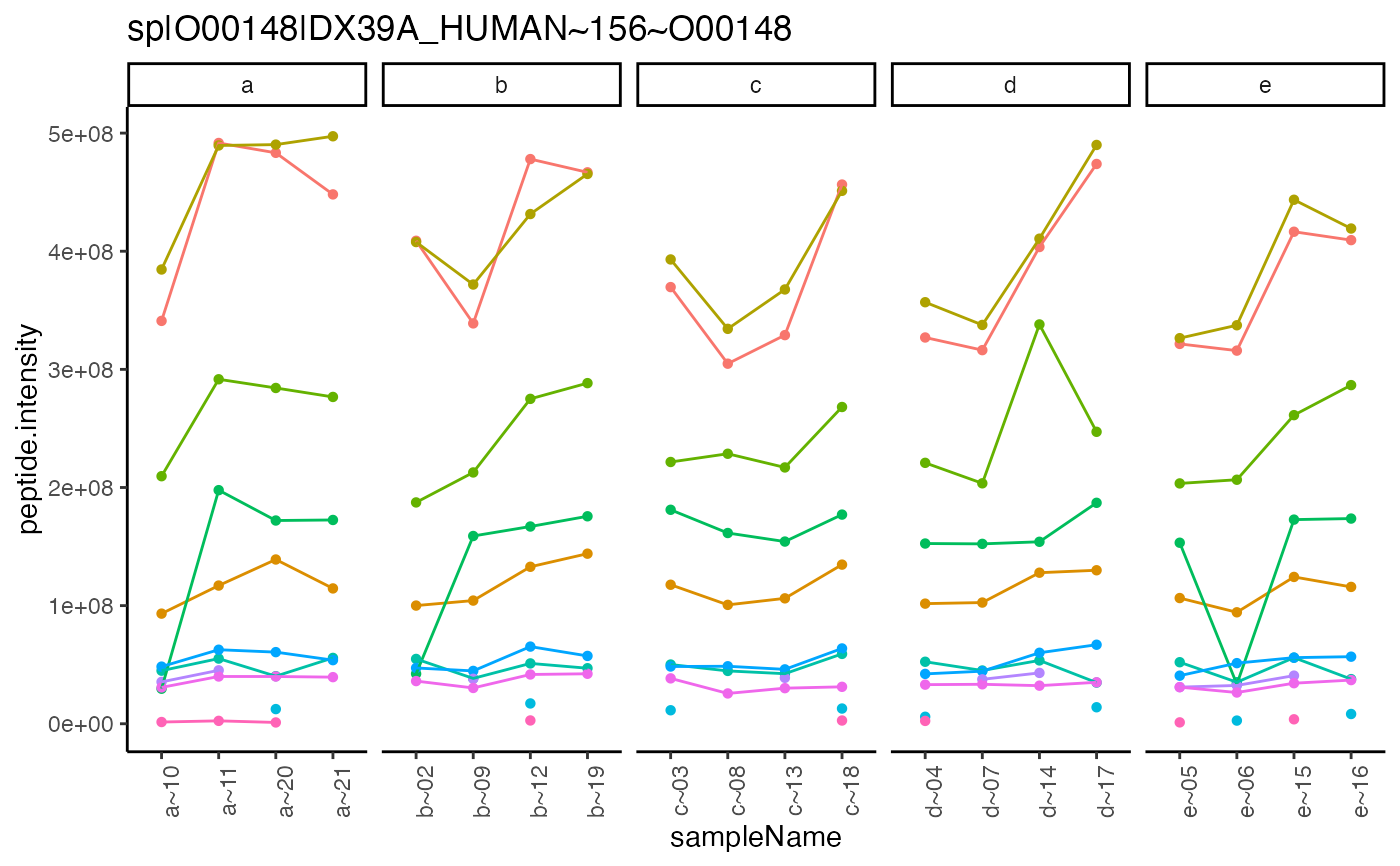 sp|O00148|DX39A_HUMAN~156~O00148
a b c d e
5e+08
4e+08
3e+08
2e+08
1e+08
0e+00
peptide.intensity
a~10 a~11 a~20 a~21 b~02 b~09 b~12 b~19 c~03 c~08 c~13 c~18 d~04 d~07 d~14 d~17 e~05 e~06 e~15 e~16
sampleName